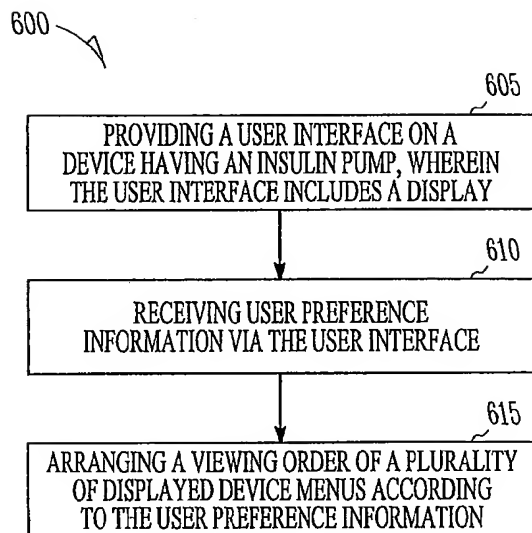 600
605
PROVIDING A USER INTERFACE ON A
DEVICE HAVING AN INSULIN PUMP, WHEREIN
THE USER INTERFACE INCLUDES A DISPLAY
610
RECEIVING USER PREFERENCE
INFORMATION VIA THE USER INTERFACE
615
ARRANGING A VIEWING ORDER OF A PLURALITY
OF DISPLAYED DEVICE MENUS ACCORDING
TO THE USER PREFERENCE INFORMATION